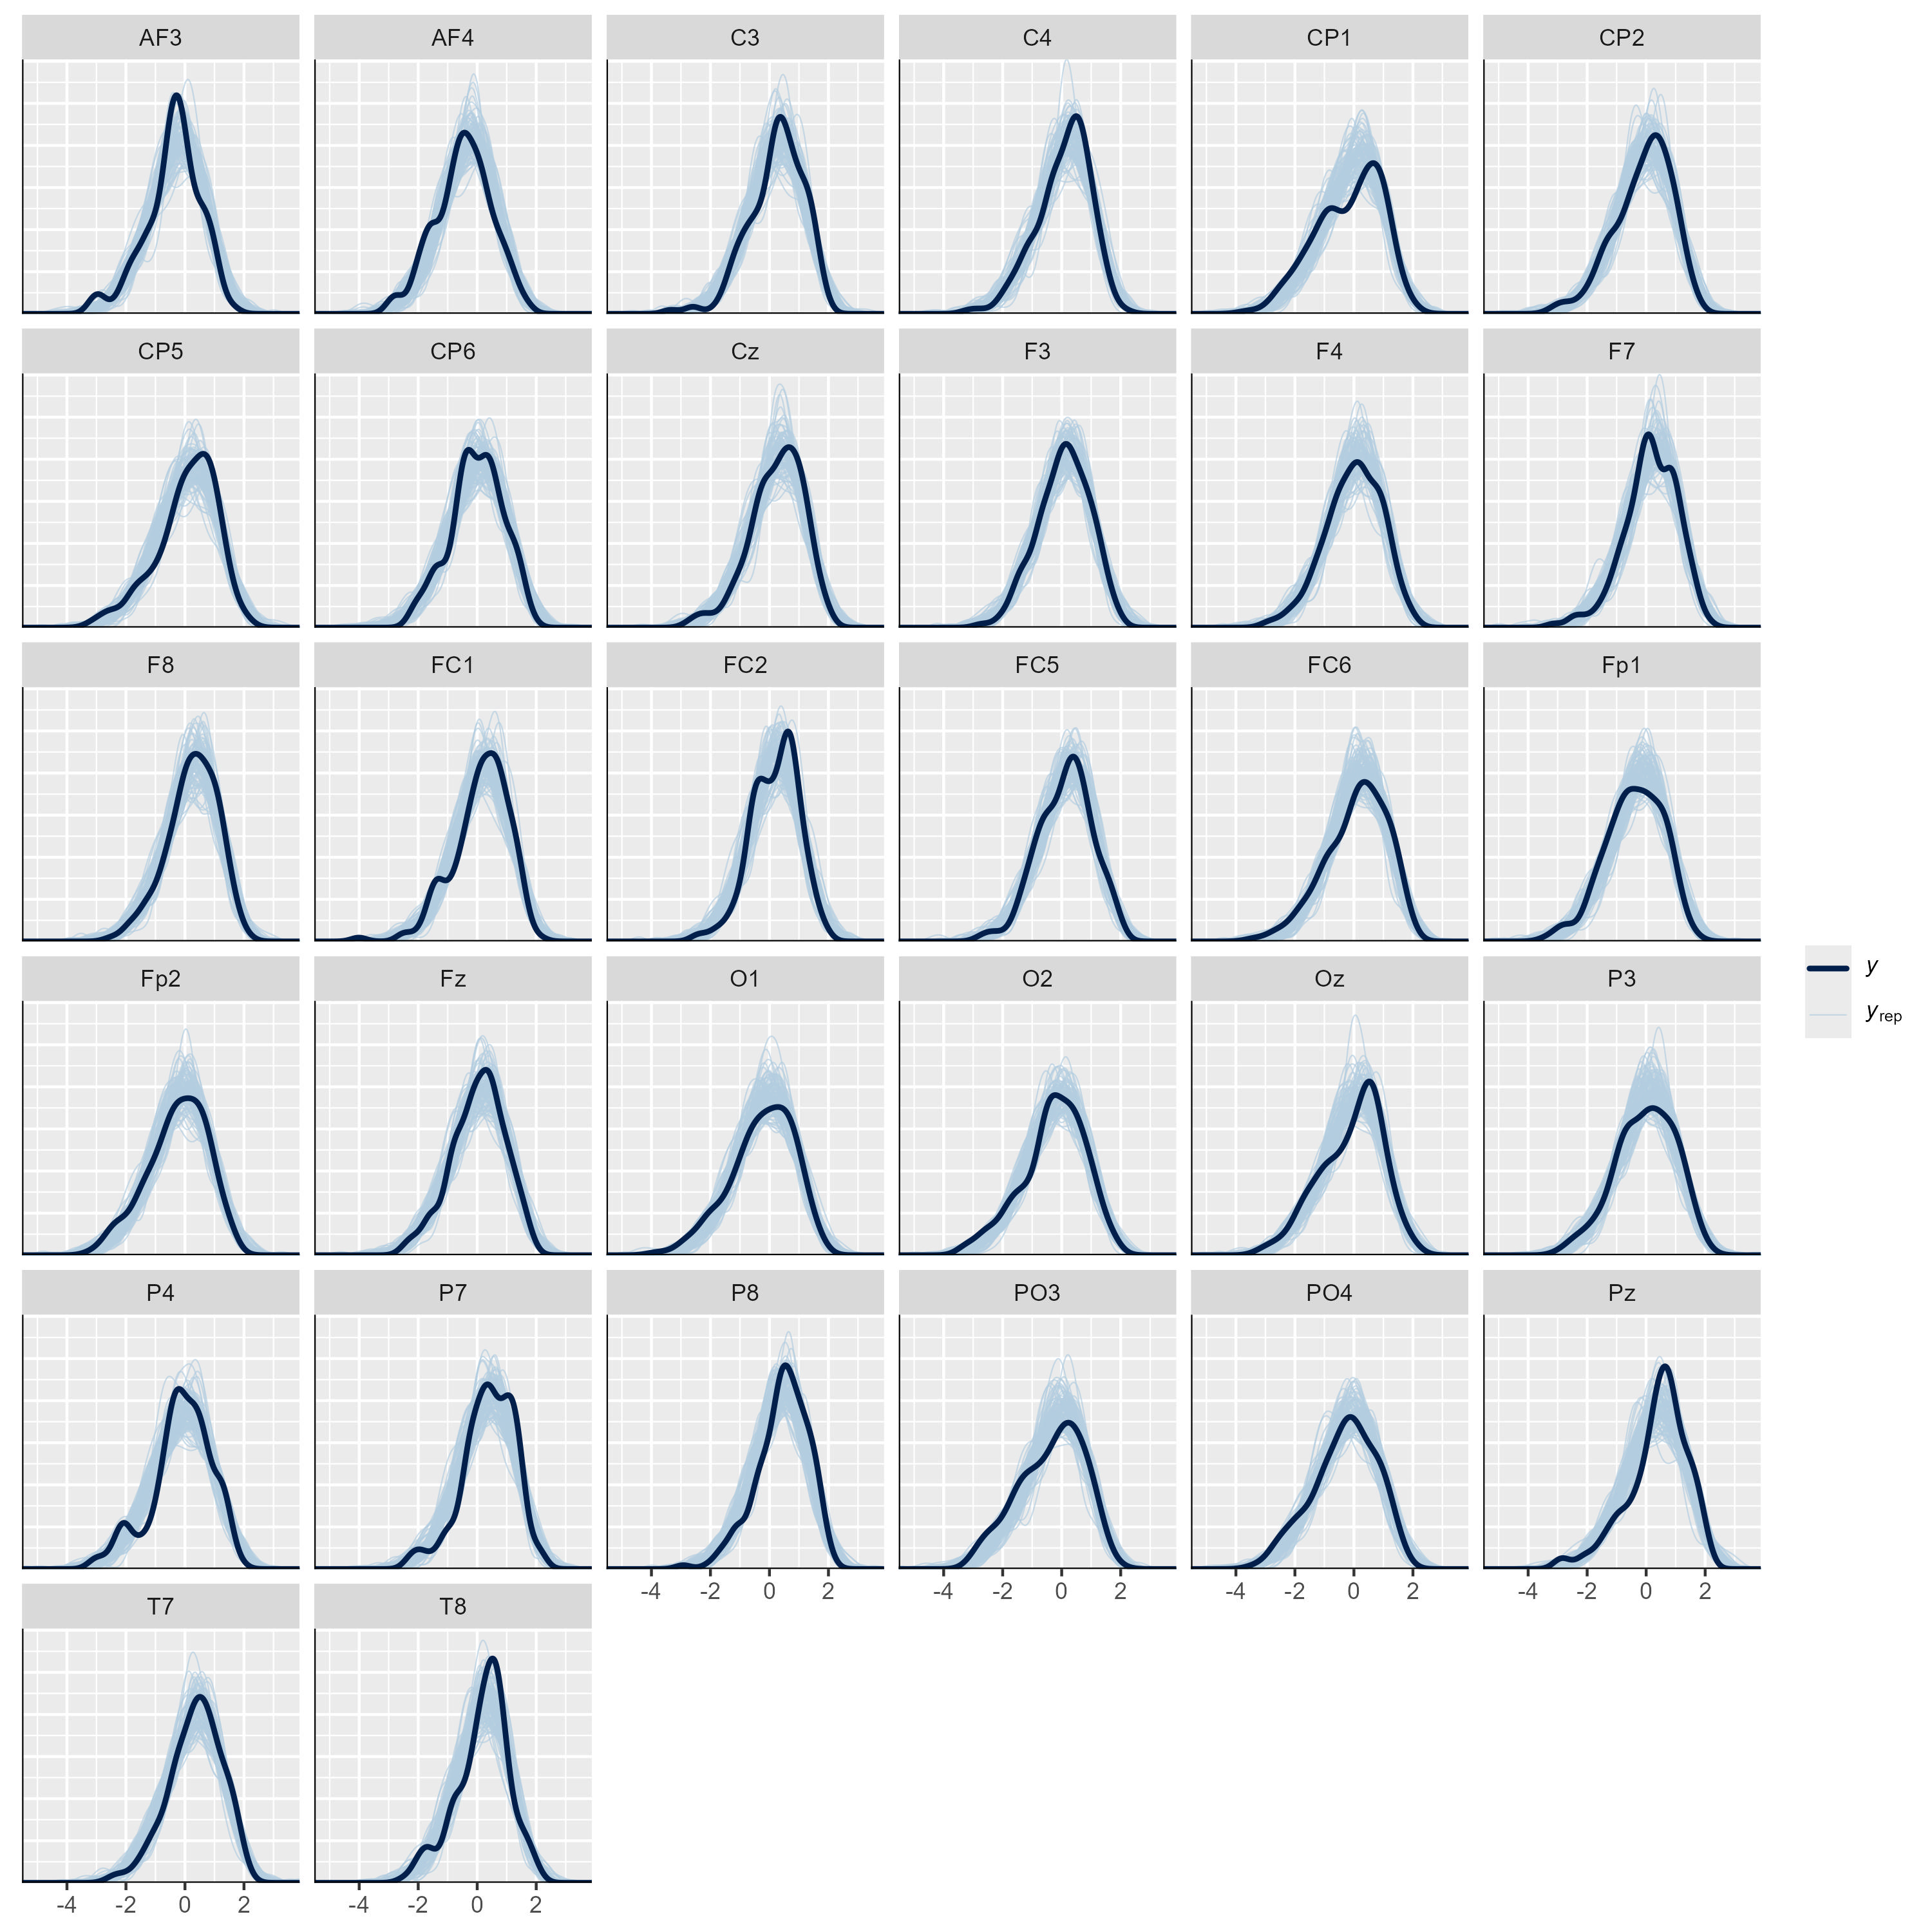 AF3 AF4 C3 C4 CP1 CP2
CP5 CP6 Cz F3 F4 F7
F8 FC1 FC2 FC5 FC6 Fp1
y
y rep
Fp2 Fz O1 O2 Oz P3
P4 P7 P8 PO3 PO4 Pz
-4 -2 0 2 -4 -2 0 2 -4 -2 0 2 -4 -2 0 2
T7 T8
-4 -2 0 2 -4 -2 0 2